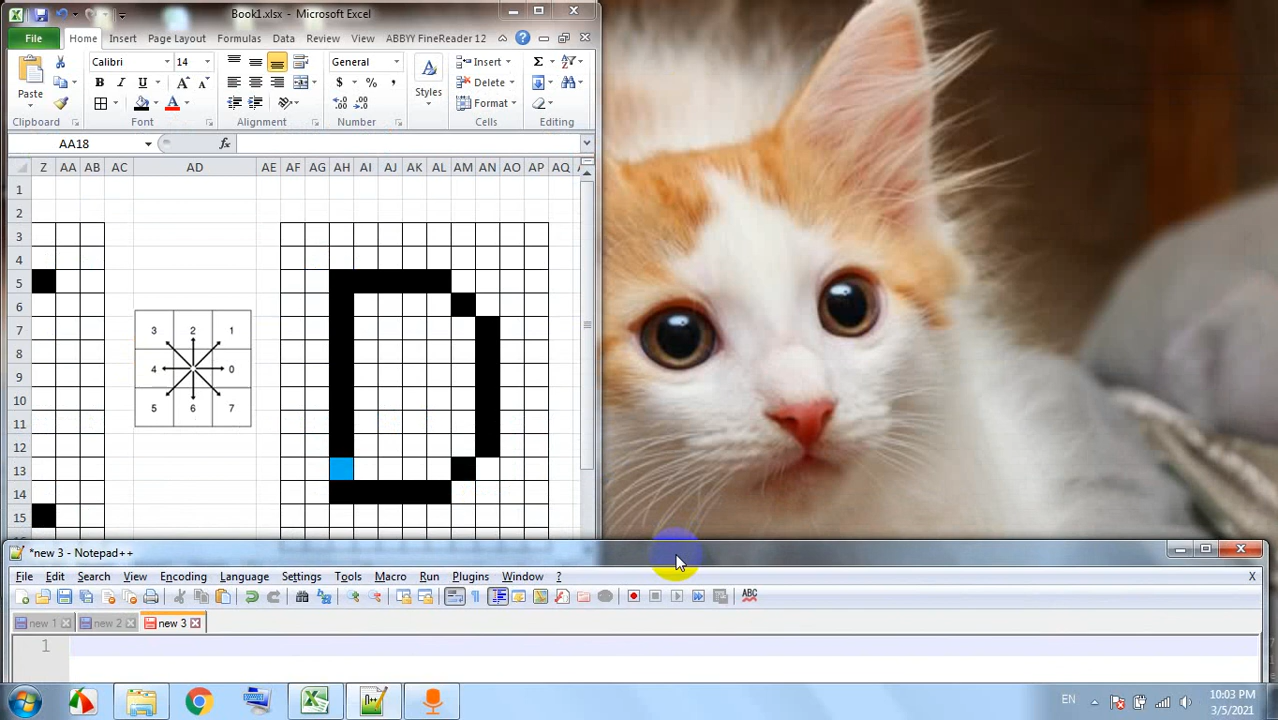 Book1.xlsx - Microsoft Excel
File Home Insert Page Layout Formulas Data Review View ABBYY FineReader 12
Calibri 14 General Insert Σ
Paste B I U $ % , Styles Delete
A Format
Clipboard Font Alignment Number Cells Editing
AA18 fx
Z AA AB AC AD AE AF AG AH AI AJ AK AL AM AN AO AP AQ
1
2
3
4
5
6
7
8
9
10
11
12
13
14
15
3 2 1
4 0
5 6 7
*new 3 - Notepad++
File Edit Search View Encoding Language Settings Tools Macro Run Plugins Window ? X
ABC
new 1 new 2 new 3
1
EN 10:03 PM
3/5/2021